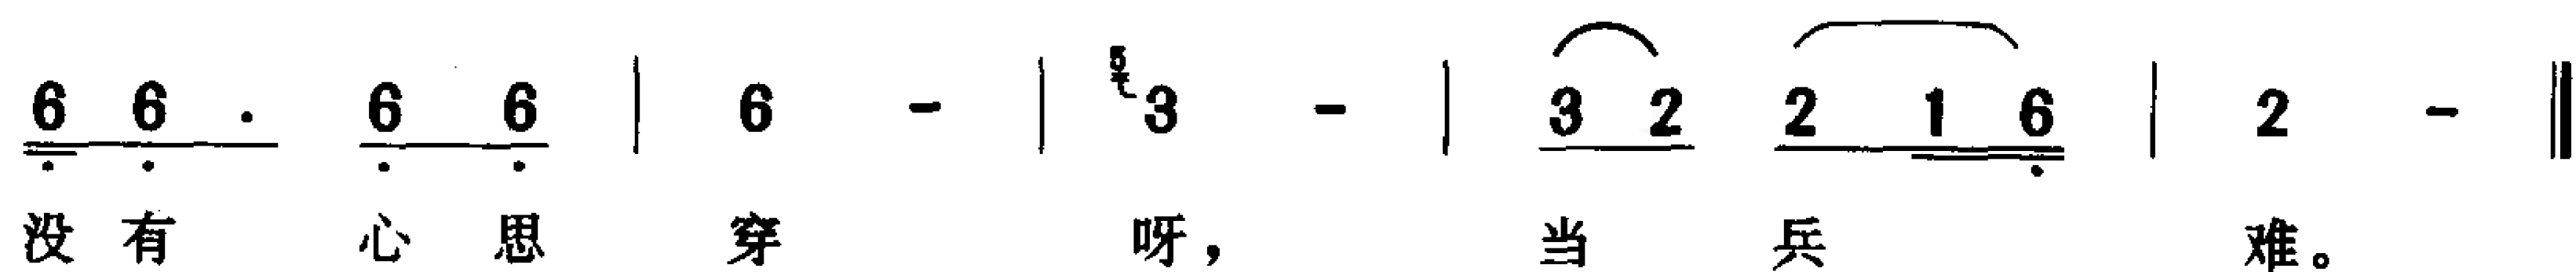 6 6 · 6 6 | 6 - | 5 3 - | 3 2 2 1 6 | 2 - ‖
没有 心思 穿 呀， 当 兵 难。